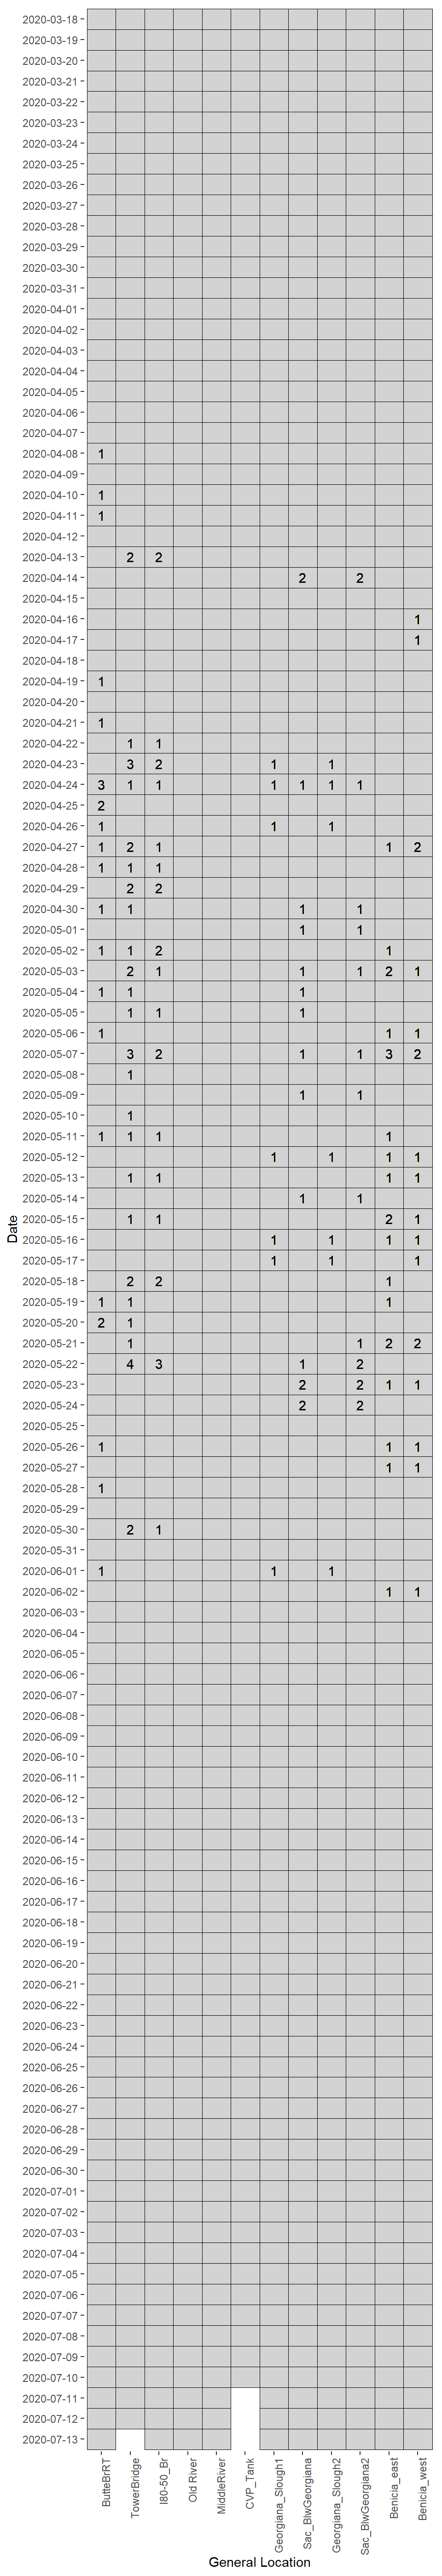 2020-03-18
2020-03-19
2020-03-20
2020-03-21
2020-03-22
2020-03-23
2020-03-24
2020-03-25
2020-03-26
2020-03-27
2020-03-28
2020-03-29
2020-03-30
2020-03-31
2020-04-01
2020-04-02
2020-04-03
2020-04-04
2020-04-05
2020-04-06
2020-04-07
2020-04-08 1
2020-04-09
2020-04-10 1
2020-04-11 1
2020-04-12
2020-04-13 2 2
2020-04-14 2 2
2020-04-15
2020-04-16 1
2020-04-17 1
2020-04-18
2020-04-19 1
2020-04-20
2020-04-21 1
2020-04-22 1 1
2020-04-23 3 2 1 1
2020-04-24 3 1 1 1 1 1 1
2020-04-25 2
2020-04-26 1 1 1
2020-04-27 1 2 1 1 2
2020-04-28 1 1 1
2020-04-29 2 2
2020-04-30 1 1 1 1
2020-05-01 1 1
2020-05-02 1 1 2 1
2020-05-03 2 1 1 1 2 1
2020-05-04 1 1 1
2020-05-05 1 1 1
2020-05-06 1 1 1
2020-05-07 3 2 1 1 3 2
2020-05-08 1
2020-05-09 1 1
2020-05-10 1
2020-05-11 1 1 1 1
2020-05-12 1 1 1 1
2020-05-13 1 1 1 1
2020-05-14 1 1
2020-05-15 1 1 2 1
2020-05-16 1 1 1 1
2020-05-17 1 1 1
2020-05-18 2 2 1
2020-05-19 1 1 1
2020-05-20 2 1
2020-05-21 1 1 2 2
2020-05-22 4 3 1 2
2020-05-23 2 2 1 1
2020-05-24 2 2
2020-05-25
2020-05-26 1 1 1
2020-05-27 1 1
2020-05-28 1
2020-05-29
2020-05-30 2 1
2020-05-31
2020-06-01 1 1 1
2020-06-02 1 1
2020-06-03
2020-06-04
2020-06-05
2020-06-06
2020-06-07
2020-06-08
2020-06-09
2020-06-10
2020-06-11
2020-06-12
2020-06-13
2020-06-14
2020-06-15
2020-06-16
2020-06-17
2020-06-18
2020-06-19
2020-06-20
2020-06-21
2020-06-22
2020-06-23
2020-06-24
2020-06-25
2020-06-26
2020-06-27
2020-06-28
2020-06-29
2020-06-30
2020-07-01
2020-07-02
2020-07-03
2020-07-04
2020-07-05
2020-07-06
2020-07-07
2020-07-08
2020-07-09
2020-07-10
2020-07-11
2020-07-12
2020-07-13
Date
ButteBrRT
TowerBridge
I80-50_Br
Old River
MiddleRiver
CVP_Tank
Georgiana_Slough1
Sac_BlwGeorgiana
Georgiana_Slough2
Sac_BlwGeorgiana2
Benicia_east
Benicia_west
General Location